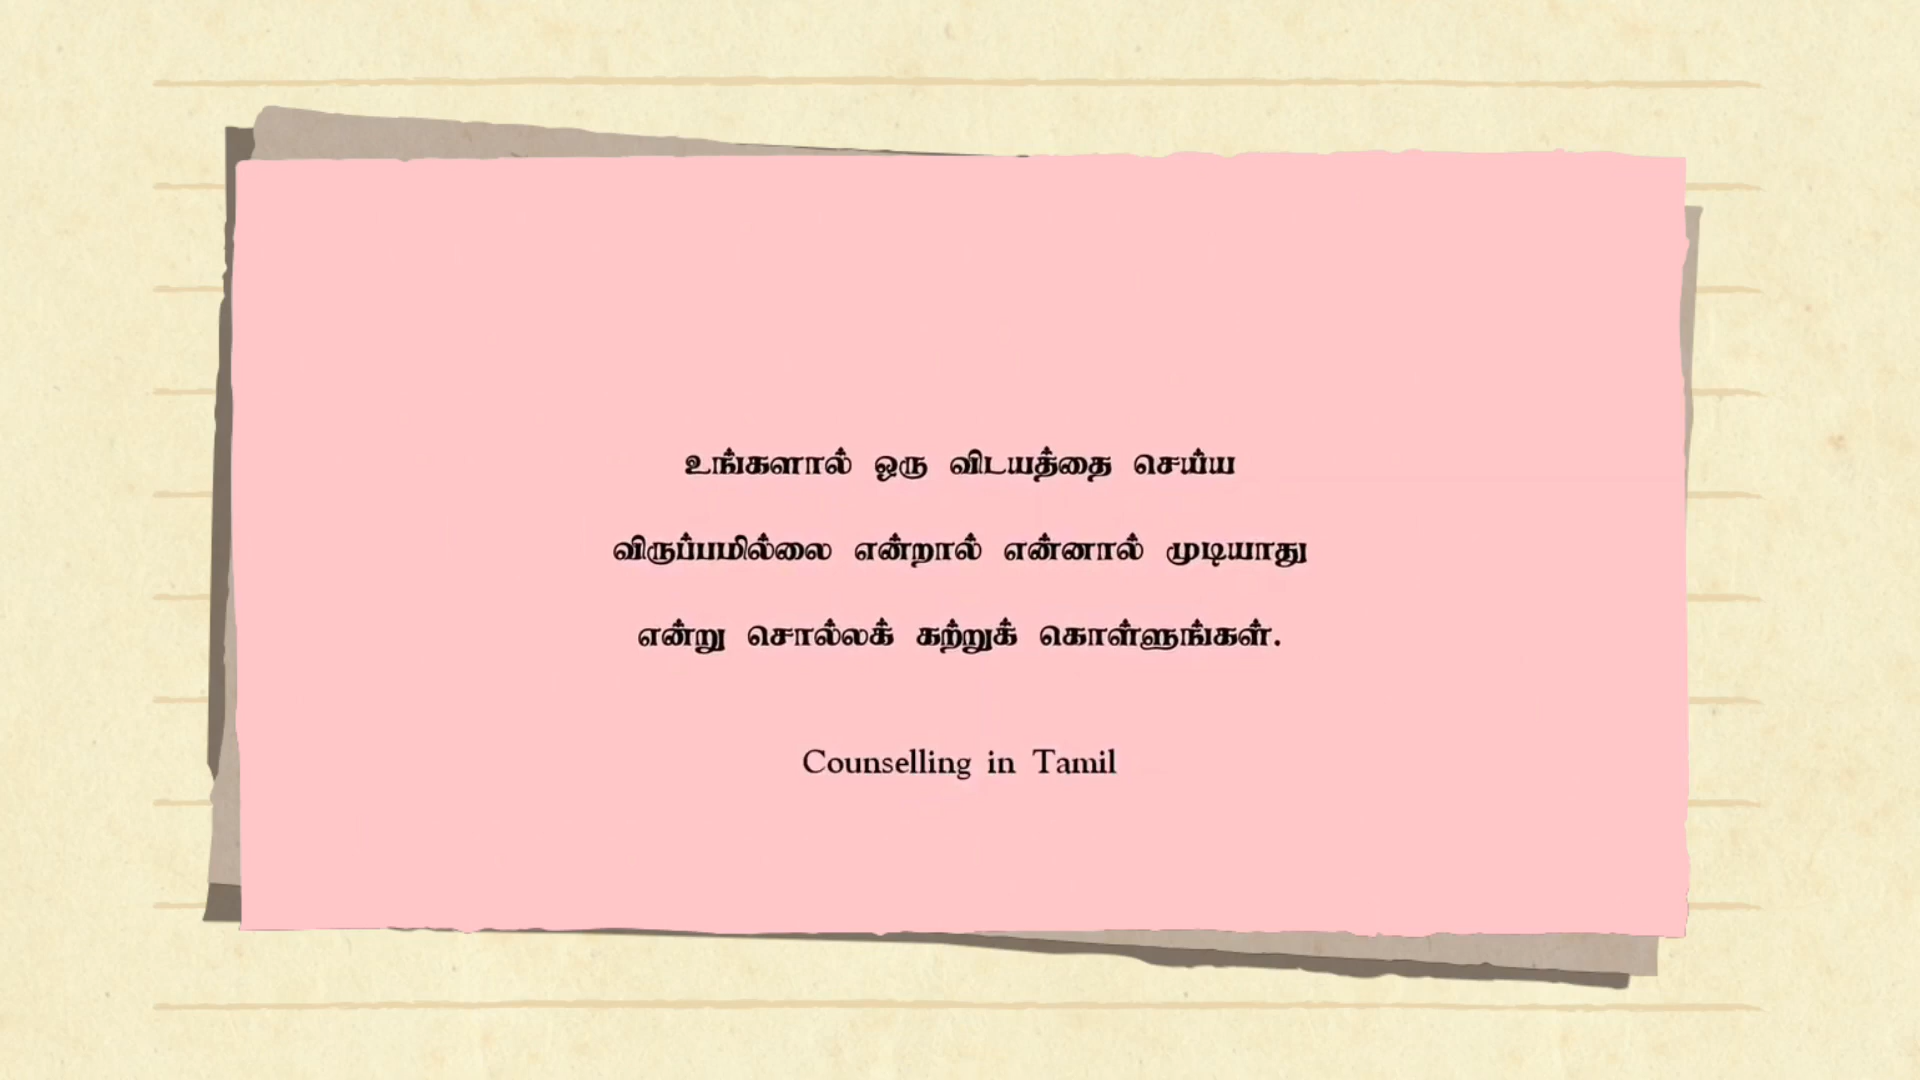 உங்களால் ஒரு விடயத்தை செய்ய
விருப்பமில்லை என்றால் என்னால் முடியாது
என்று சொல்லக் கற்றுக் கொள்ளுங்கள்.
Counselling in Tamil